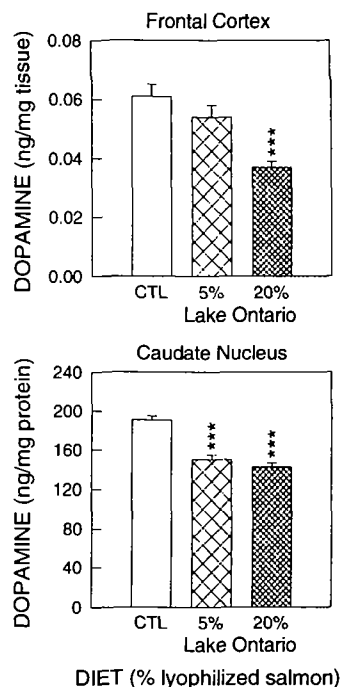 Frontal Cortex
DOPAMINE (ng/mg tissue)
0.08
0.06
0.04
0.02
0.00
***
CTL 5% 20%
Lake Ontario
Caudate Nucleus
DOPAMINE (ng/mg protein)
240
200
160
120
80
40
0
*** ***
CTL 5% 20%
Lake Ontario
DIET (% lyophilized salmon)